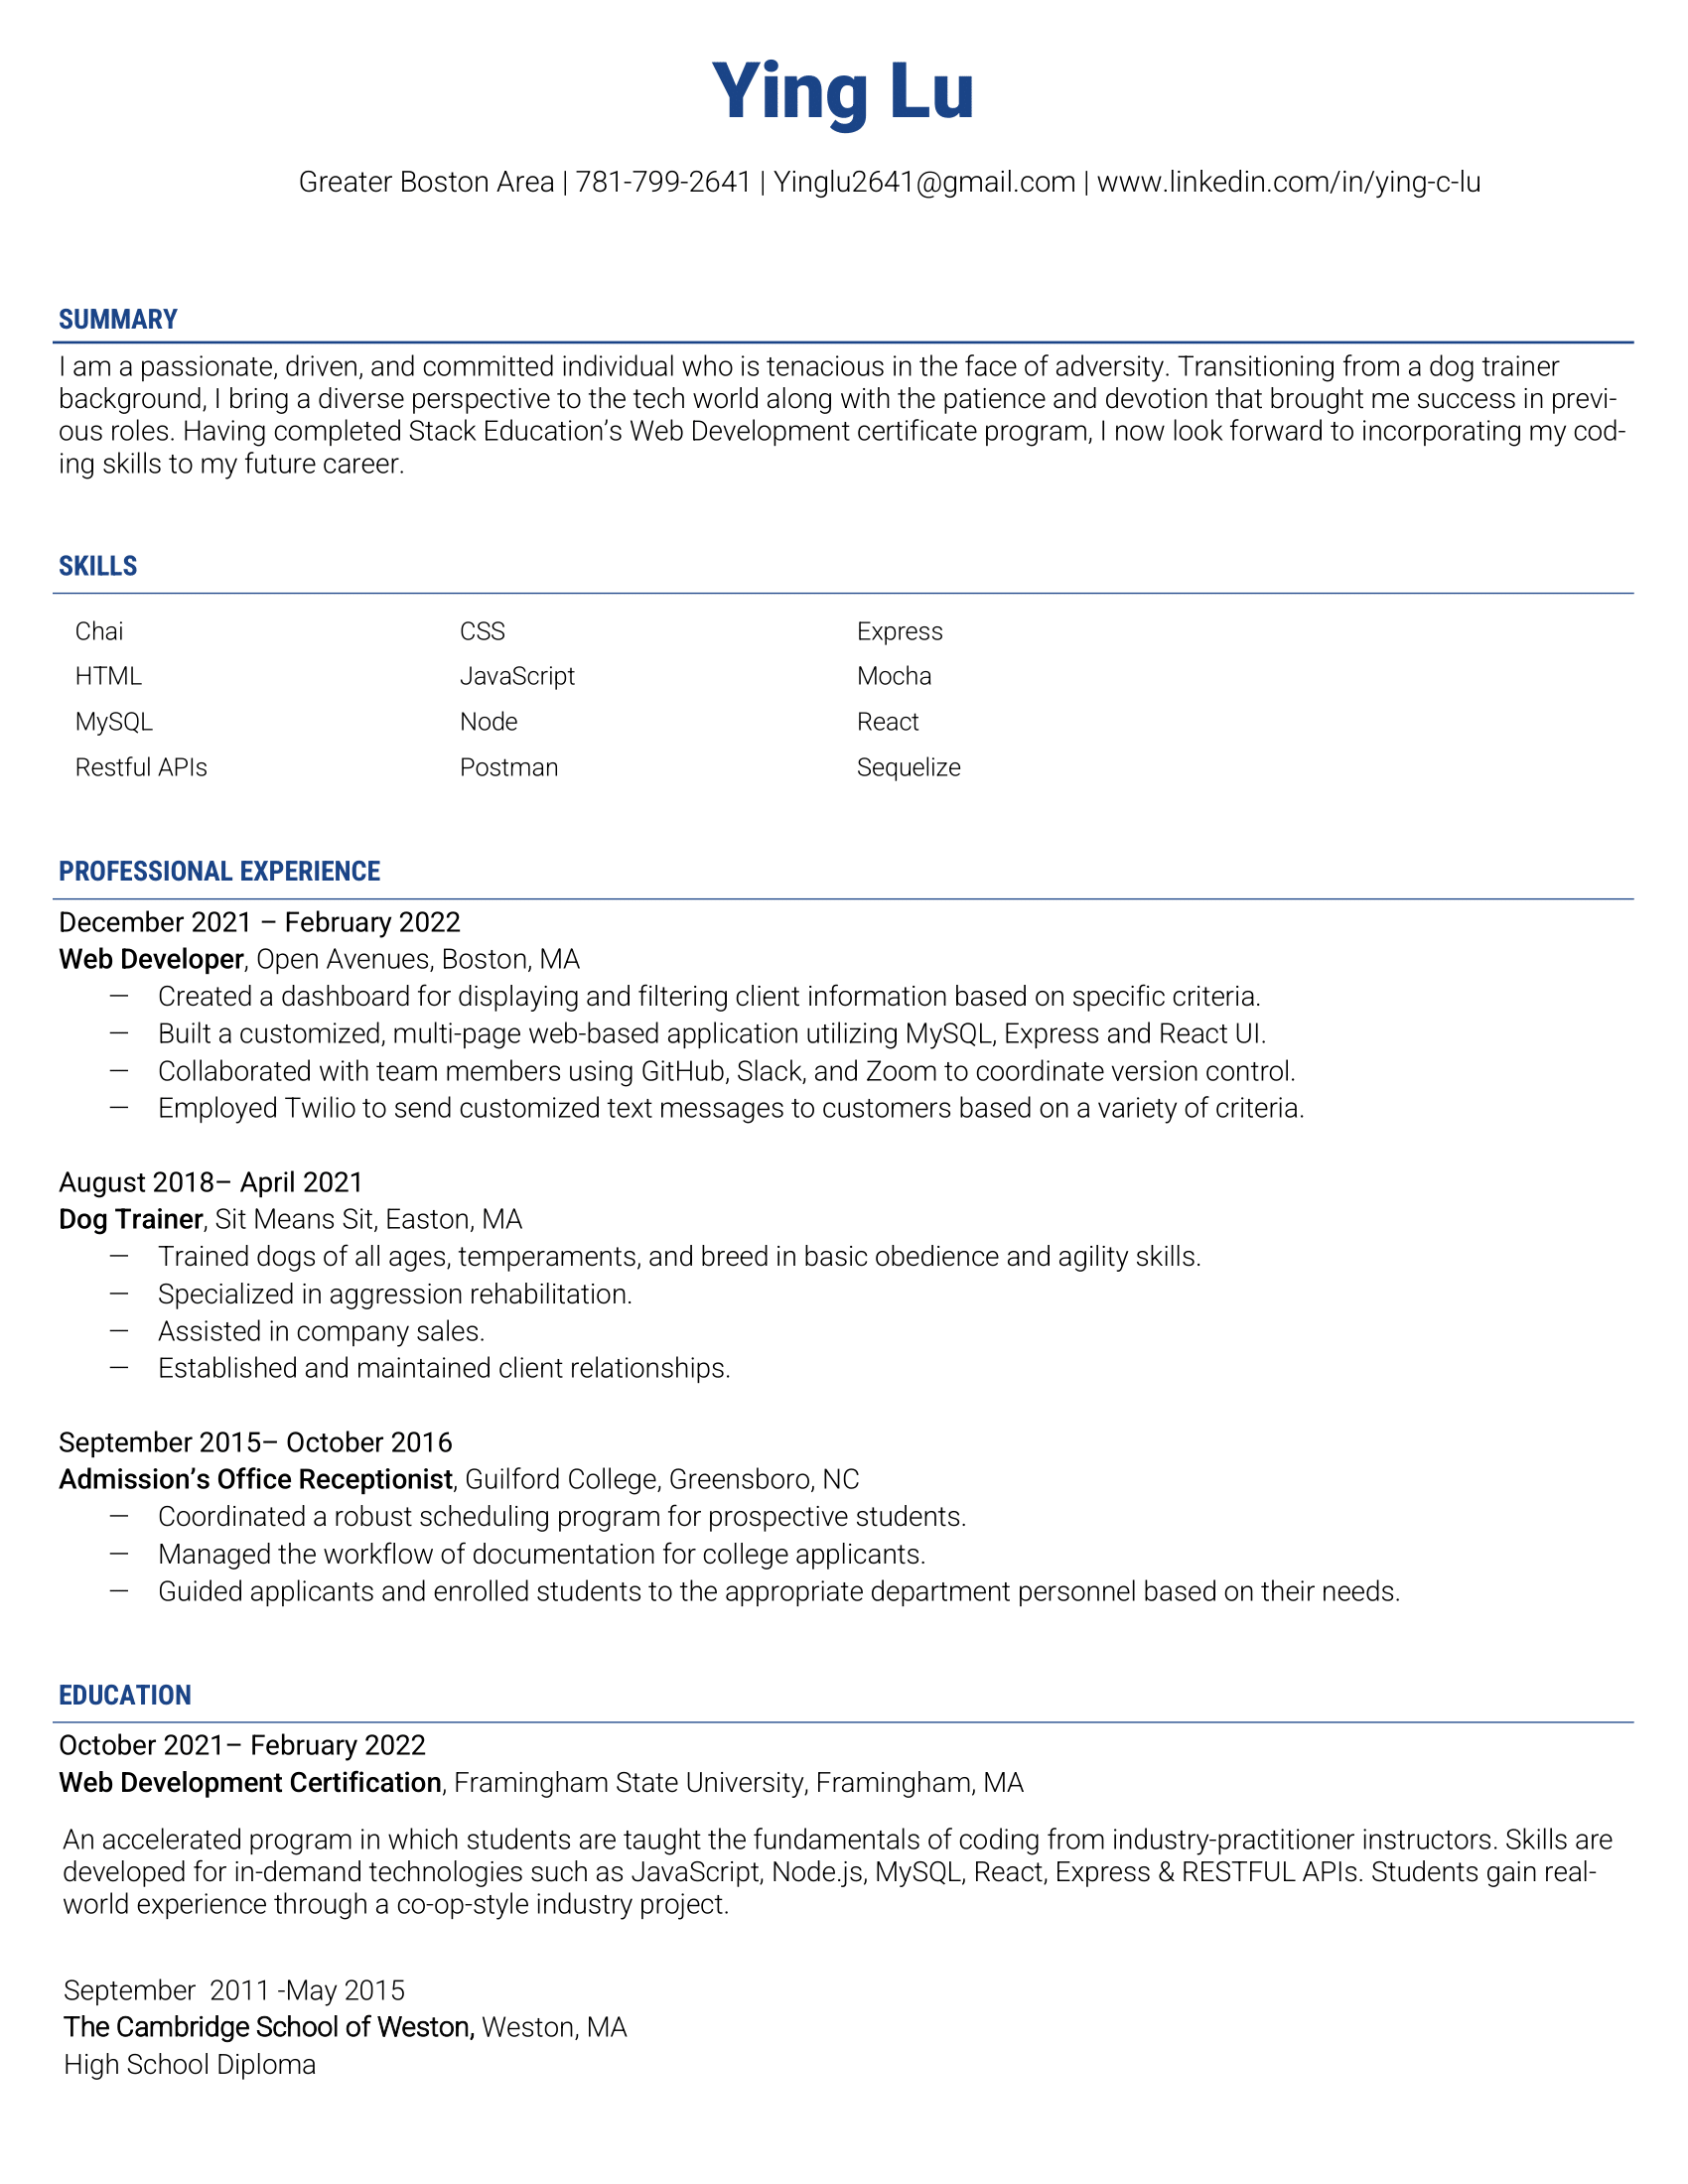 Ying Lu
Greater Boston Area | 781-799-2641 | Yinglu2641@gmail.com | www.linkedin.com/in/ying-c-lu
SUMMARY
I am a passionate, driven, and committed individual who is tenacious in the face of adversity. Transitioning from a dog trainer
background, I bring a diverse perspective to the tech world along with the patience and devotion that brought me success in previ-
ous roles. Having completed Stack Education’s Web Development certificate program, I now look forward to incorporating my cod-
ing skills to my future career.
SKILLS
Chai CSS Express
HTML JavaScript Mocha
MySQL Node React
Restful APIs Postman Sequelize
PROFESSIONAL EXPERIENCE
December 2021 – February 2022
Web Developer, Open Avenues, Boston, MA
— Created a dashboard for displaying and filtering client information based on specific criteria.
— Built a customized, multi-page web-based application utilizing MySQL, Express and React UI.
— Collaborated with team members using GitHub, Slack, and Zoom to coordinate version control.
— Employed Twilio to send customized text messages to customers based on a variety of criteria.
August 2018– April 2021
Dog Trainer, Sit Means Sit, Easton, MA
— Trained dogs of all ages, temperaments, and breed in basic obedience and agility skills.
— Specialized in aggression rehabilitation.
— Assisted in company sales.
— Established and maintained client relationships.
September 2015– October 2016
Admission’s Office Receptionist, Guilford College, Greensboro, NC
— Coordinated a robust scheduling program for prospective students.
— Managed the workflow of documentation for college applicants.
— Guided applicants and enrolled students to the appropriate department personnel based on their needs.
EDUCATION
October 2021– February 2022
Web Development Certification, Framingham State University, Framingham, MA
An accelerated program in which students are taught the fundamentals of coding from industry-practitioner instructors. Skills are
developed for in-demand technologies such as JavaScript, Node.js, MySQL, React, Express & RESTFUL APIs. Students gain real-
world experience through a co-op-style industry project.
September  2011 -May 2015
The Cambridge School of Weston, Weston, MA
High School Diploma